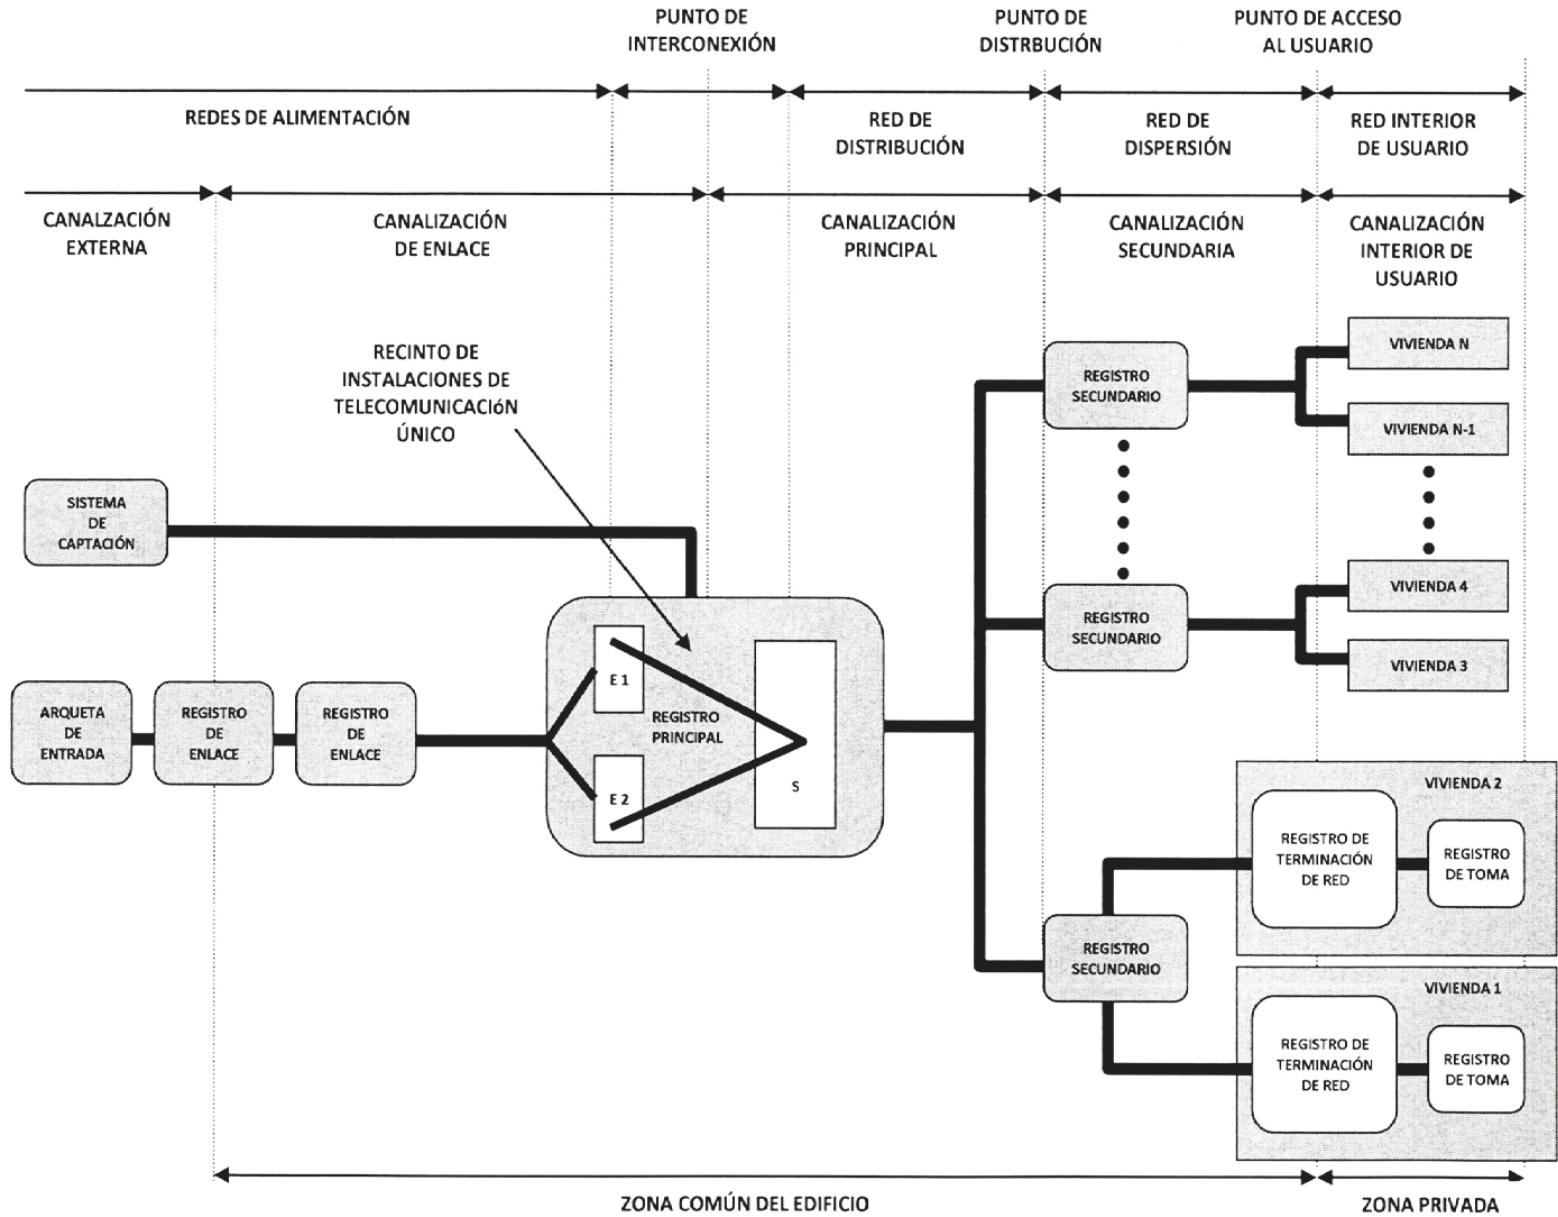 PUNTO DE
INTERCONEXIÓN
PUNTO DE
DISTRBUCIÓN
PUNTO DE ACCESO
AL USUARIO
REDES DE ALIMENTACIÓN
RED DE
DISTRIBUCIÓN
RED DE
DISPERSIÓN
RED INTERIOR
DE USUARIO
CANALZACIÓN
EXTERNA
CANALIZACIÓN
DE ENLACE
CANALIZACIÓN
PRINCIPAL
CANALIZACIÓN
SECUNDARIA
CANALIZACIÓN
INTERIOR DE
USUARIO
RECINTO DE
INSTALACIONES DE
TELECOMUNICACIóN
ÚNICO
REGISTRO
SECUNDARIO
VIVIENDA N
VIVIENDA N-1
SISTEMA
DE
CAPTACIÓN
REGISTRO
SECUNDARIO
VIVIENDA 4
VIVIENDA 3
ARQUETA
DE
ENTRADA
REGISTRO
DE
ENLACE
REGISTRO
DE
ENLACE
E 1
REGISTRO
PRINCIPAL
E 2
S
VIVIENDA 2
REGISTRO DE
TERMINACIÓN
DE RED
REGISTRO
DE TOMA
REGISTRO
SECUNDARIO
VIVIENDA 1
REGISTRO DE
TERMINACIÓN
DE RED
REGISTRO
DE TOMA
ZONA COMÚN DEL EDIFICIO
ZONA PRIVADA